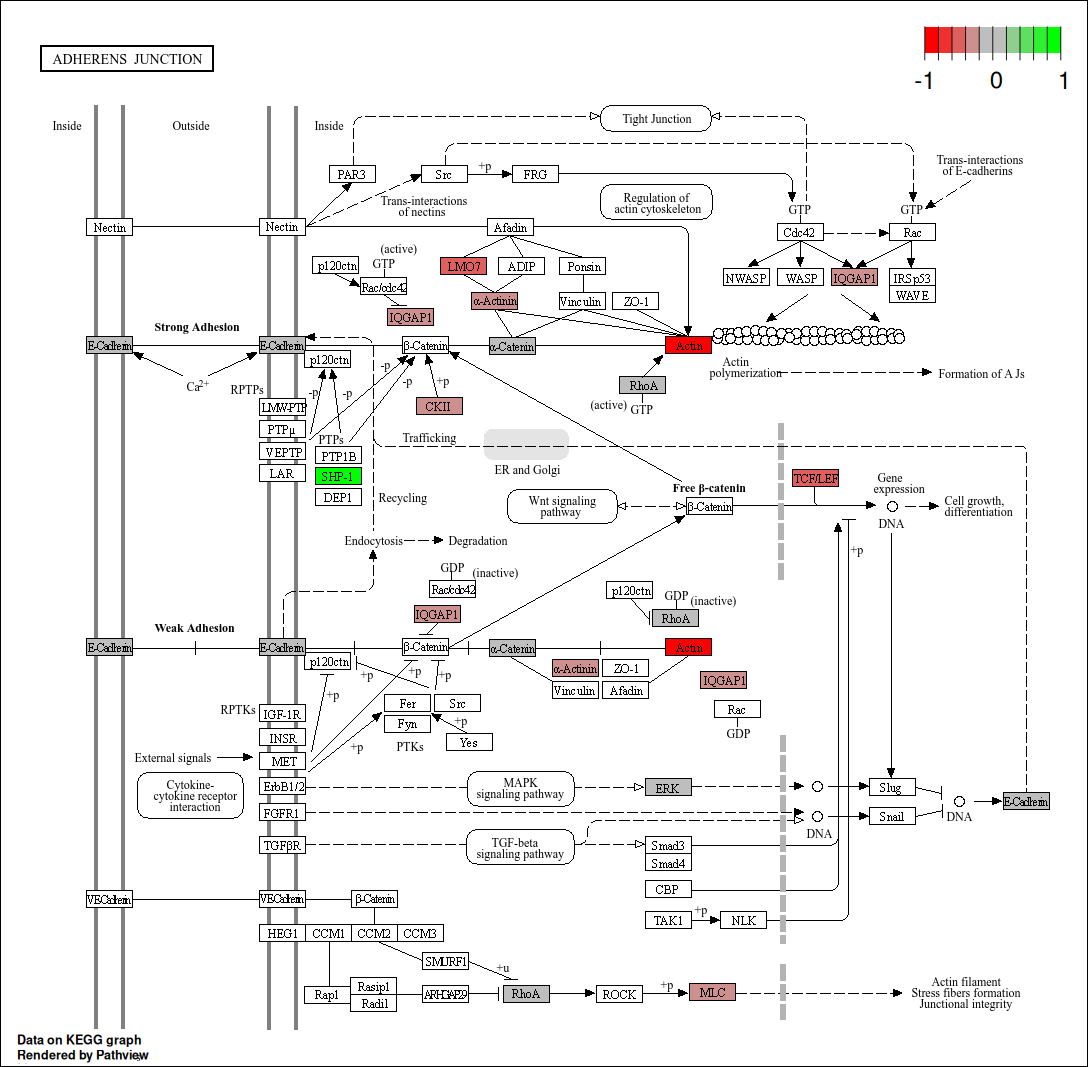 ADHERENS JUNCTION
-1 0 1
Inside
Outside
Inside
Tight Junction
PAR3
Src
+p
FRG
Trans-interactions
of E-cadherins
Trans-interactions
of nectins
Regulation of
actin cytoskeleton
GTP
GTP
Nectin
Nectin
Afadin
Cdc42
Rac
(active)
GTP
p120ctn
Rac/cdc42
LMO7
ADIP
Ponsin
NWASP
WASP
IQGAP1
IRSp53
WAVE
IQGAP1
α-Actinin
Vinculin
ZO-1
Strong Adhesion
E-Cadherin
E-Cadherin
β-Catenin
α-Catenin
Actin
p120ctn
Actin
polymerization
Formation of AJs
Ca2+
RPTPs
-p
-p
-p
-p
+p
RhoA
(active)
GTP
LMW-PTP
CKII
PTPμ
PTPs
Trafficking
VEPTP
PTP1B
LAR
SHP-1
DEP1
ER and Golgi
TCF/LEF
Gene
expression
Free β-catenin
Recycling
Wnt signaling
pathway
β-Catenin
DNA
Cell growth,
differentiation
+p
Endocytosis
Degradation
GDP
(inactive)
Rac/cdc42
p120ctn
GDP
(inactive)
RhoA
IQGAP1
Weak Adhesion
E-Cadherin
E-Cadherin
β-Catenin
α-Catenin
Actin
p120ctn
+p
+p
+p
+p
α-Actinin
ZO-1
Vinculin
Afadin
IQGAP1
Rac
GDP
RPTKs
IGF-1R
INSR
MET
Fer
Src
Fyn
+p
Yes
PTKs
+p
External signals
Cytokine-
cytokine receptor
interaction
ErbB1/2
MAPK
signaling pathway
ERK
Slug
E-Cadherin
FGFR1
Snail
DNA
DNA
TGFβR
TGF-beta
signaling pathway
Smad3
Smad4
CBP
TAK1
+p
NLK
VE-Cadherin
VE-Cadherin
β-Catenin
HEG1
CCM1
CCM2
CCM3
SMURF1
+u
Rap1
Rasip1
Radil
ARHGAP29
RhoA
ROCK
+p
MLC
Actin filament
Stress fibers formation
Junctional integrity
Data on KEGG graph
Rendered by Pathview